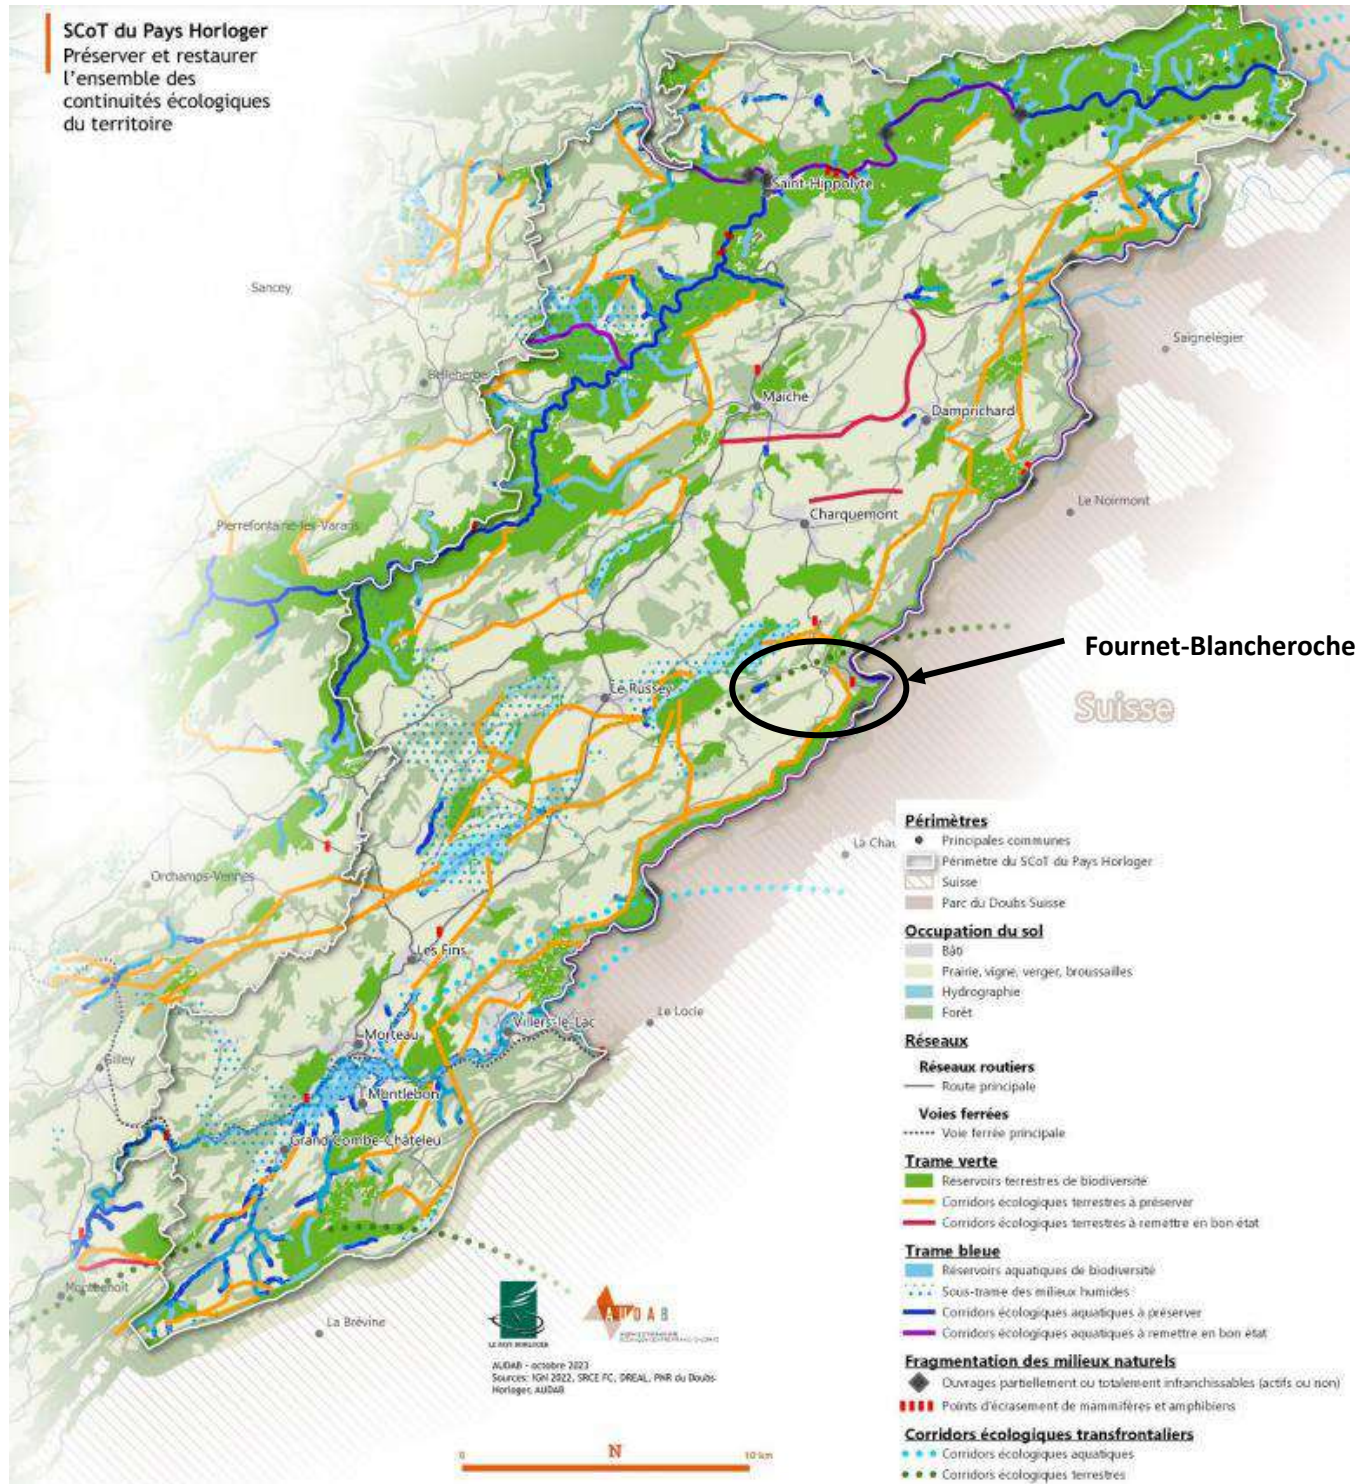 SCoT du Pays Horloger
Préserver et restaurer
l'ensemble des
continuités écologiques
du territoire
Saint-Hippolyte
Sancey
Saignelégier
Belleherbe
Maîche
Damprichard
Le Noirmont
Charquemont
Pierrefontaine-les-Varans
Fournet-Blancheroche
Le Russey
Suisse
La Chau
Orchamps-Vennes
Les Fins
Le Locle
Villers-le-Lac
Morteau
Gilley
Montlebon
Grand'Combe-Châteleu
Montbenoît
La Brévine
Périmètres
Principales communes
Périmètre du SCoT du Pays Horloger
Suisse
Parc du Doubs Suisse
Occupation du sol
Bâti
Prairie, vigne, verger, broussailles
Hydrographie
Forêt
Réseaux
Réseaux routiers
Route principale
Voies ferrées
Voie ferrée principale
Trame verte
Réservoirs terrestres de biodiversité
Corridors écologiques terrestres à préserver
Corridors écologiques terrestres à remettre en bon état
Trame bleue
Réservoirs aquatiques de biodiversité
Sous-trame des milieux humides
Corridors écologiques aquatiques à préserver
Corridors écologiques aquatiques à remettre en bon état
Fragmentation des milieux naturels
Ouvrages partiellement ou totalement infranchissables (actifs ou non)
Points d'écrasement de mammifères et amphibiens
Corridors écologiques transfrontaliers
Corridors écologiques aquatiques
Corridors écologiques terrestres
LE PAYS HORLOGER
AUDAB
AUDAB - octobre 2023
Sources: IGN 2022, SRCE FC, DREAL, PNR du Doubs
Horloger, AUDAB
0 N 10 km